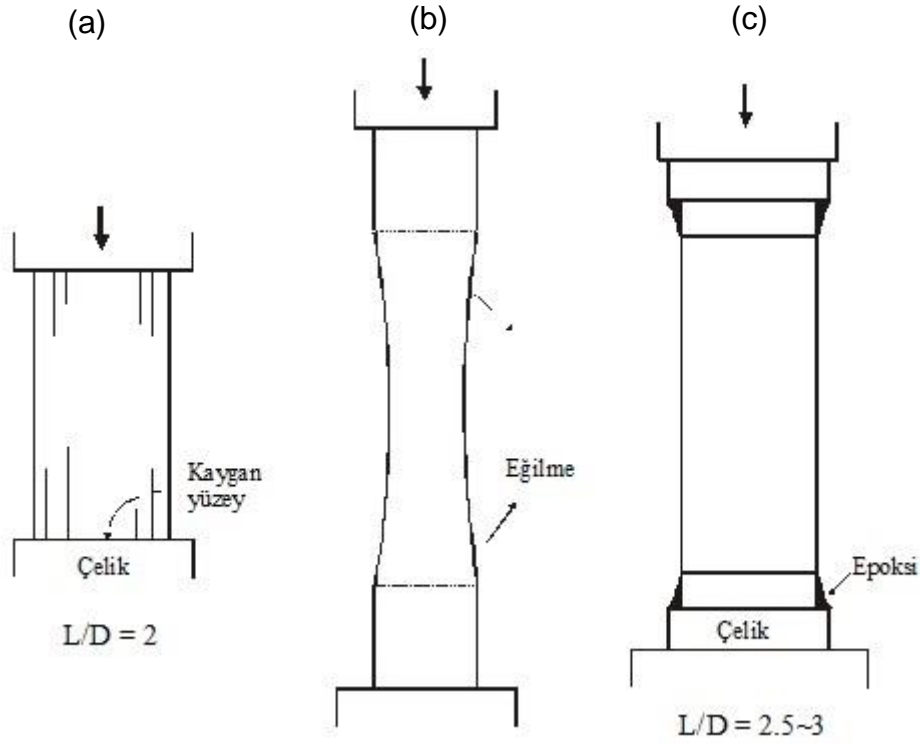 (a)
(b)
(c)
Kaygan
yüzey
Çelik
L/D = 2
Eğilme
Epoksi
Çelik
L/D = 2.5~3